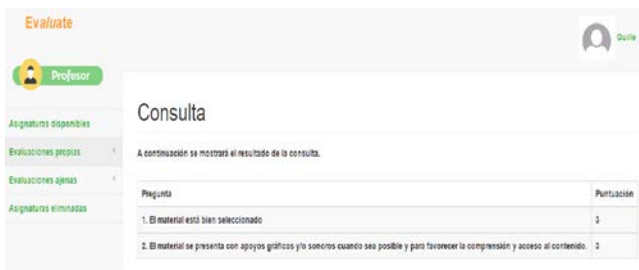 Evaluate
Guille
Profesor
Consulta
Asignaturas disponibles
Evaluaciones propias
A continuación se mostrará el resultado de la consulta.
Evaluaciones ajenas
Asignaturas eliminadas
Pregunta Puntuación
1. El material está bien seleccionado 3
2. El material se presenta con apoyos gráficos y/o sonoros cuando sea posible y para favorecer la comprensión y acceso al contenido. 3